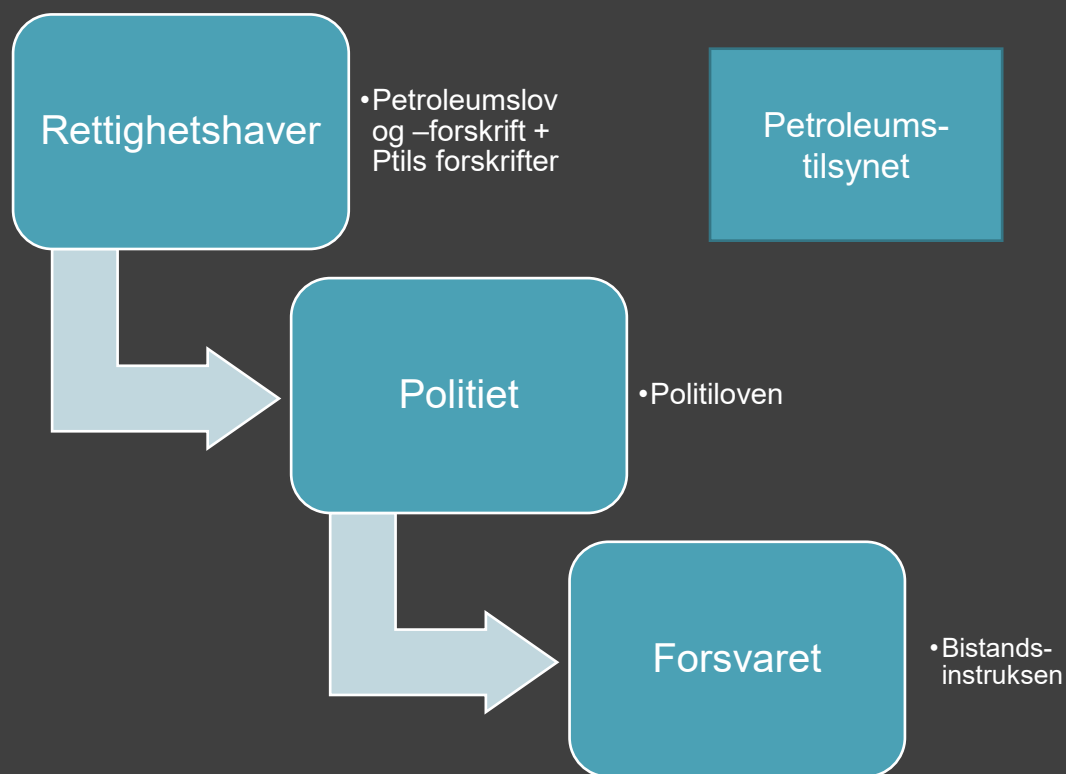 Rettighetshaver
•Petroleumslov
og –forskrift +
Ptils forskrifter
Petroleums-
tilsynet
Politiet
•Politiloven
Forsvaret
•Bistands-
instruksen